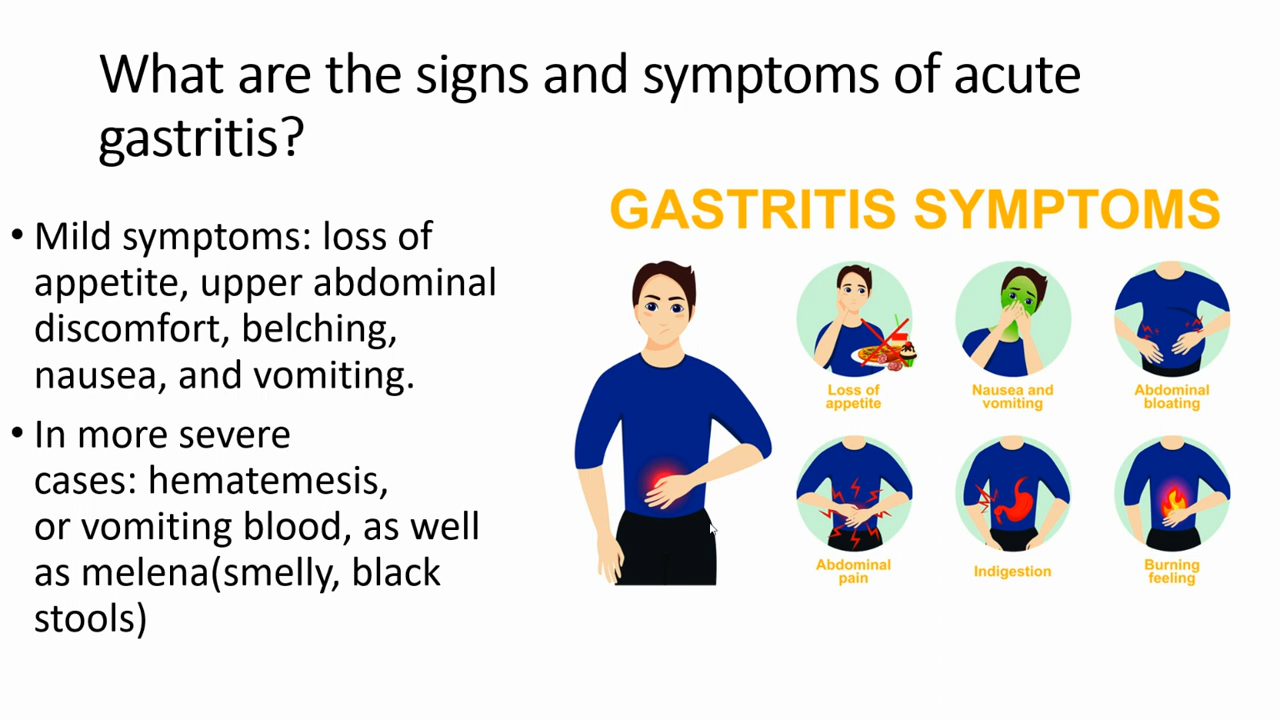 What are the signs and symptoms of acute
gastritis?
• Mild symptoms: loss of
appetite, upper abdominal
discomfort, belching,
nausea, and vomiting.
• In more severe
cases: hematemesis,
or vomiting blood, as well
as melena(smelly, black
stools)
GASTRITIS SYMPTOMS
Loss of
appetite
Nausea and
vomiting
Abdominal
bloating
Abdominal
pain
Indigestion
Burning
feeling